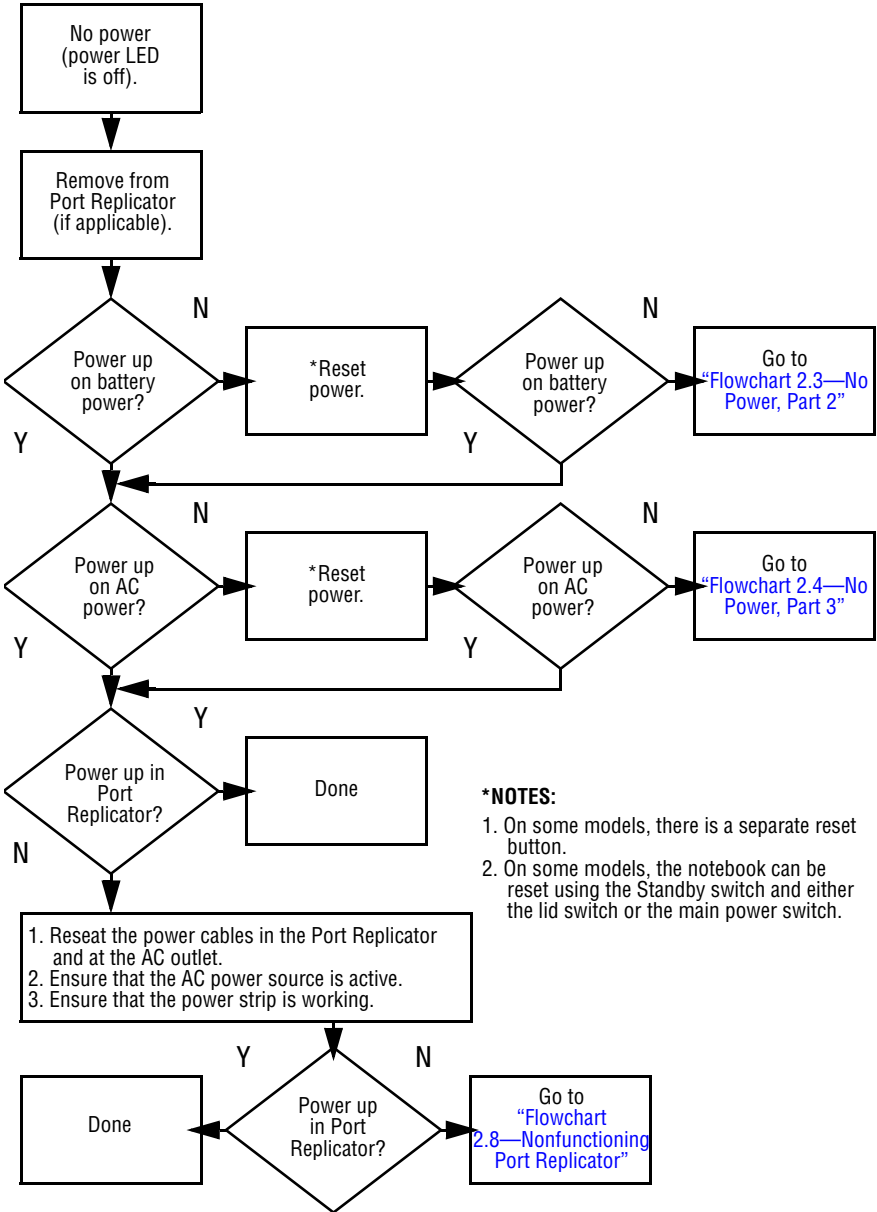 No power
(power LED
is off).
Remove from
Port Replicator
(if applicable).
N
N
Power up
on battery
power?
*Reset
power.
Power up
on battery
power?
Go to
“Flowchart 2.3—No
Power, Part 2”
Y
Y
N
N
Power up
on AC
power?
*Reset
power.
Power up
on AC
power?
Go to
“Flowchart 2.4—No
Power, Part 3”
Y
Y
Y
Power up in
Port
Replicator?
Done
N
*NOTES:
1. On some models, there is a separate reset
button.
2. On some models, the notebook can be
reset using the Standby switch and either
the lid switch or the main power switch.
1. Reseat the power cables in the Port Replicator
and at the AC outlet.
2. Ensure that the AC power source is active.
3. Ensure that the power strip is working.
Y
N
Done
Power up
in Port
Replicator?
Go to
“Flowchart
2.8—Nonfunctioning
Port Replicator”